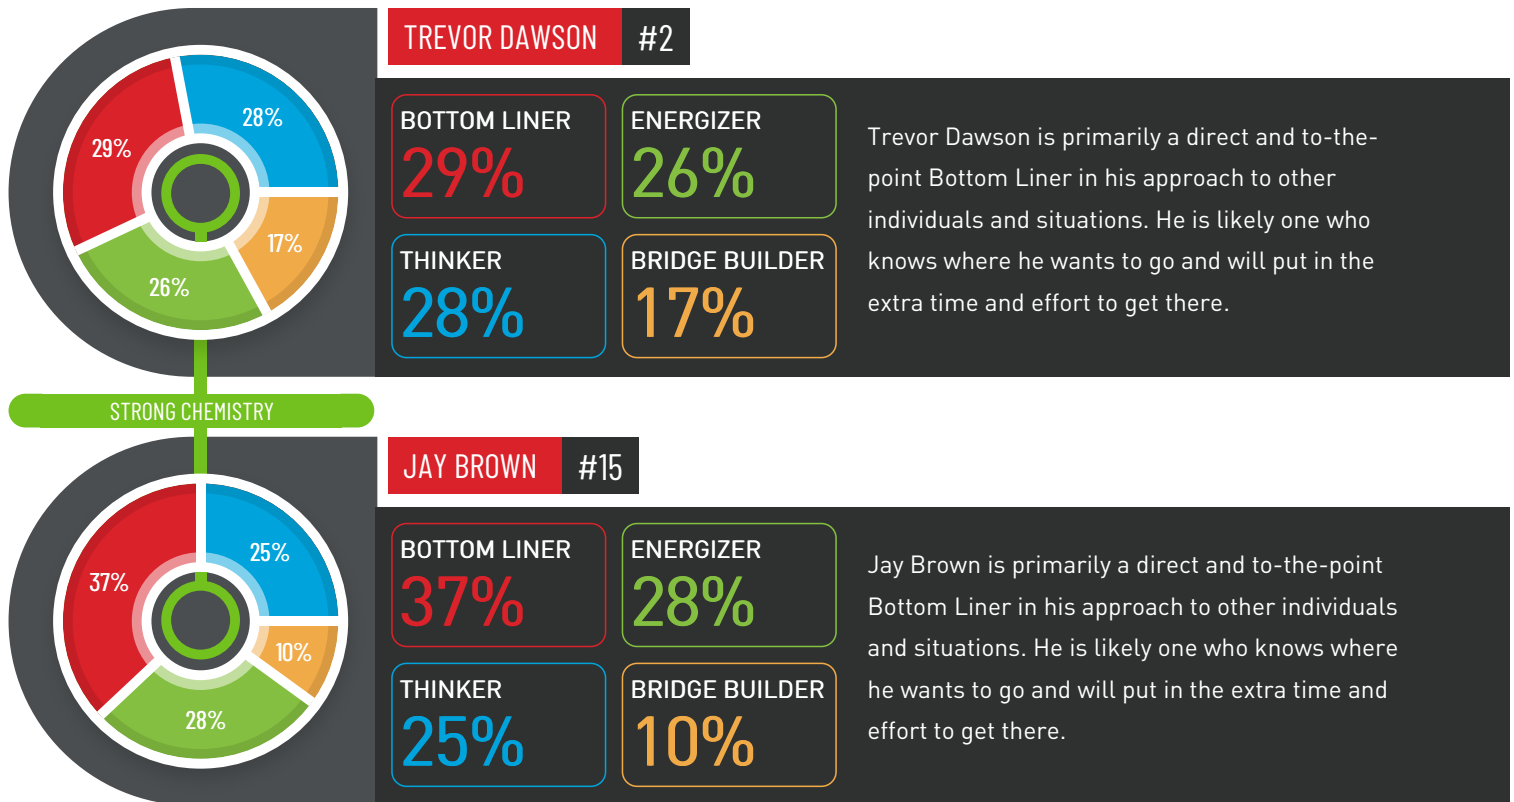 TREVOR DAWSON #2
28%
29%
17%
26%
BOTTOM LINER
29%
ENERGIZER
26%
THINKER
28%
BRIDGE BUILDER
17%
Trevor Dawson is primarily a direct and to-the-
point Bottom Liner in his approach to other
individuals and situations. He is likely one who
knows where he wants to go and will put in the
extra time and effort to get there.
STRONG CHEMISTRY
JAY BROWN #15
25%
37%
10%
28%
BOTTOM LINER
37%
ENERGIZER
28%
THINKER
25%
BRIDGE BUILDER
10%
Jay Brown is primarily a direct and to-the-point
Bottom Liner in his approach to other individuals
and situations. He is likely one who knows where
he wants to go and will put in the extra time and
effort to get there.